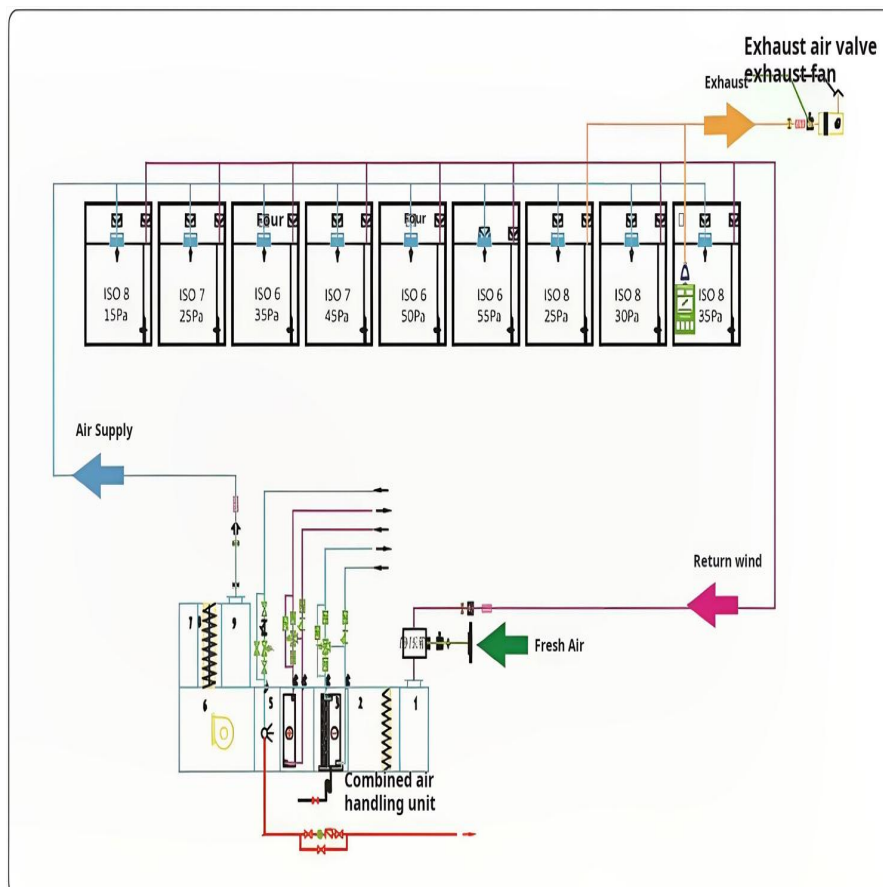 Exhaust air valve
exhaust fan
Exhaust
Four
Four
ISO 8
15Pa
ISO 7
25Pa
ISO 6
35Pa
ISO 7
45Pa
ISO 6
50Pa
ISO 6
55Pa
ISO 8
25Pa
ISO 8
30Pa
ISO 8
35Pa
Air Supply
Return wind
Fresh Air
7
9
6
5
3
2
1
Combined air
handling unit